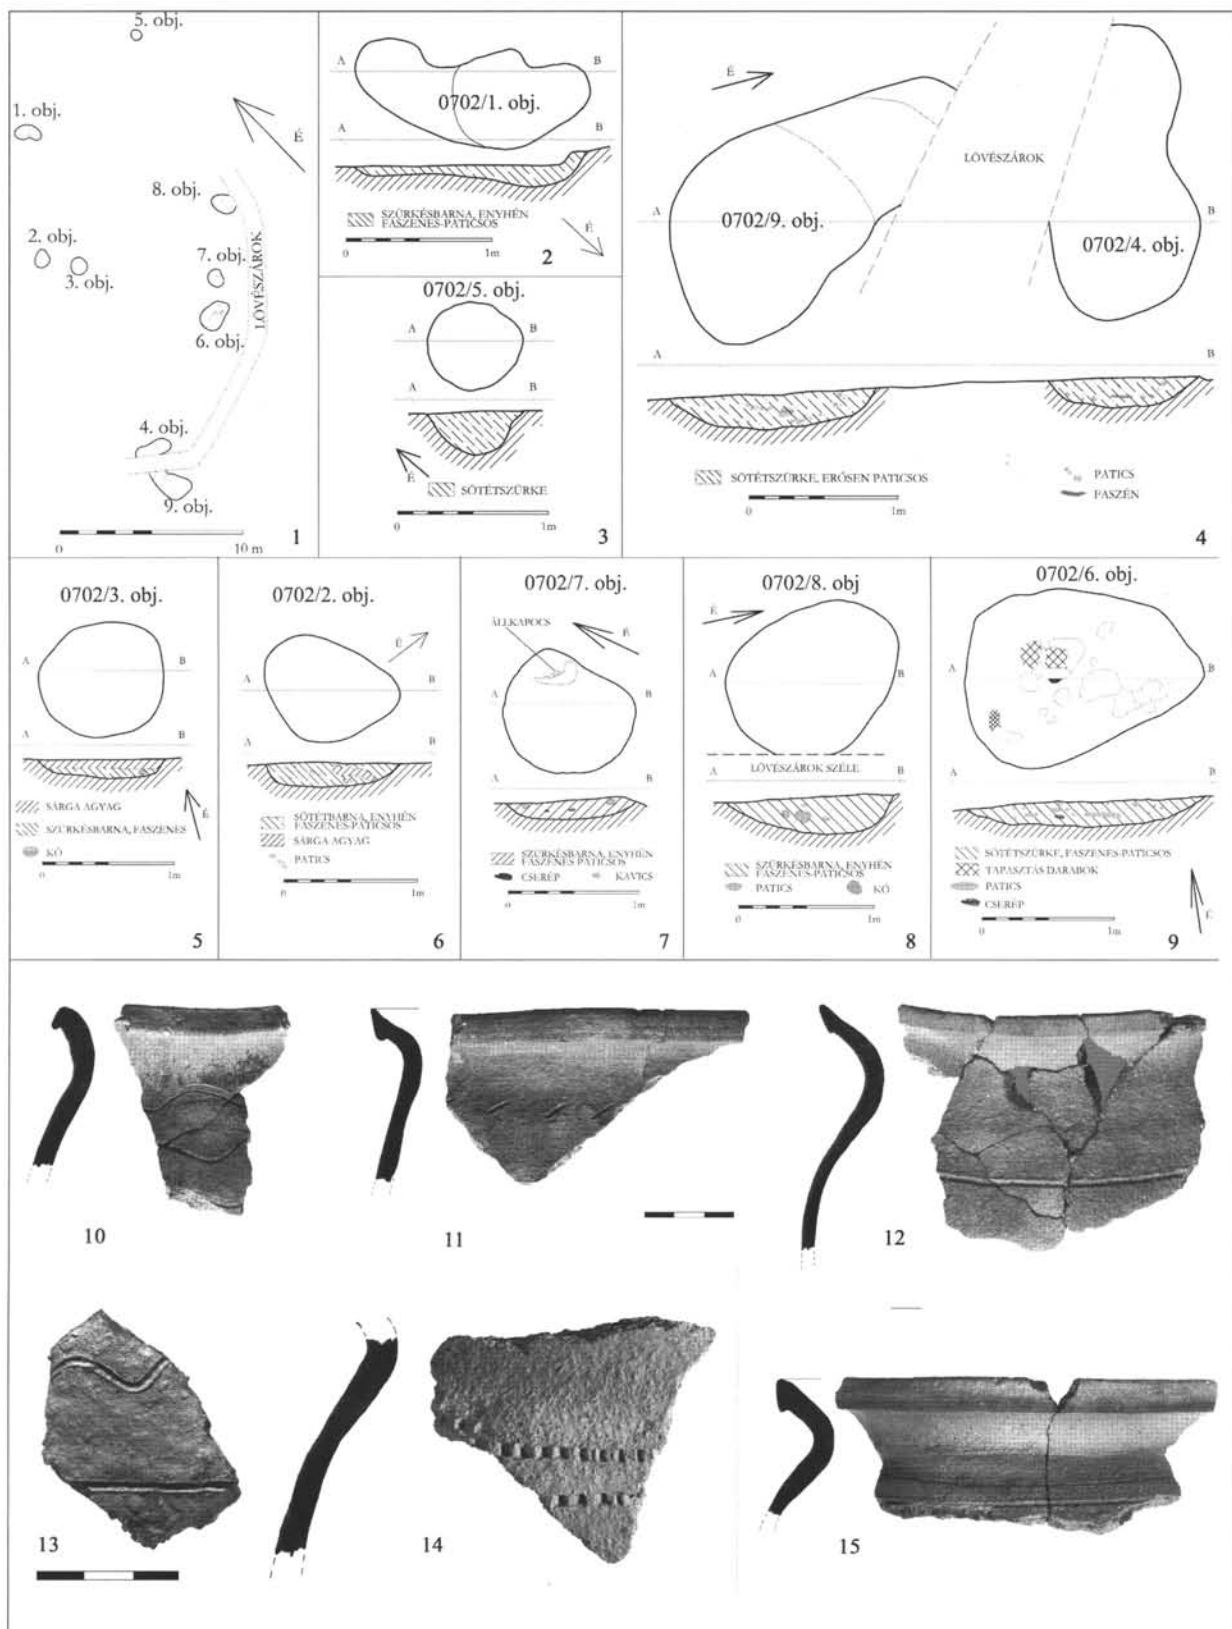 5. obj.
1. obj.
É
8. obj.
2. obj.
3. obj.
7. obj.
6. obj.
LÖVÉSZÁROK
4. obj.
9. obj.
0
10 m
1
A
B
0702/1. obj.
A
B
SZÜRKÉSBARNA, ENYHÉN
FASZENES-PATICSOS
0
1m
É
2
0702/5. obj.
A
B
A
B
É
SÖTÉTSZÜRKE
0
1m
3
É
LÖVÉSZÁROK
A
B
0702/9. obj.
0702/4. obj.
A
B
SÖTÉTSZÜRKE, ERŐSEN PATICSOS
PATICS
FASZÉN
0
1m
4
0702/3. obj.
A
B
A
B
SÁRGA AGYAG
SZÜRKÉSBARNA, FASZENES
KŐ
É
0
1m
5
0702/2. obj.
É
A
B
A
B
SÖTÉTBARNA, ENYHÉN
FASZENES-PATICSOS
SÁRGA AGYAG
PATICS
0
1m
6
0702/7. obj.
ÁLLKAPOCS
É
A
B
A
B
SZÜRKÉSBARNA, ENYHÉN
FASZENES PATICSOS
CSERÉP
KAVICS
0
1m
7
0702/8. obj
É
A
B
LÖVÉSZÁROK SZÉLE
A
B
SZÜRKÉSBARNA, ENYHÉN
FASZENES-PATICSOS
PATICS
KŐ
0
1m
8
0702/6. obj.
A
B
A
B
SÖTÉTSZÜRKE, FASZENES-PATICSOS
TAPASZTÁS DARABOK
PATICS
CSERÉP
0
1m
É
9
10
11
12
13
14
15